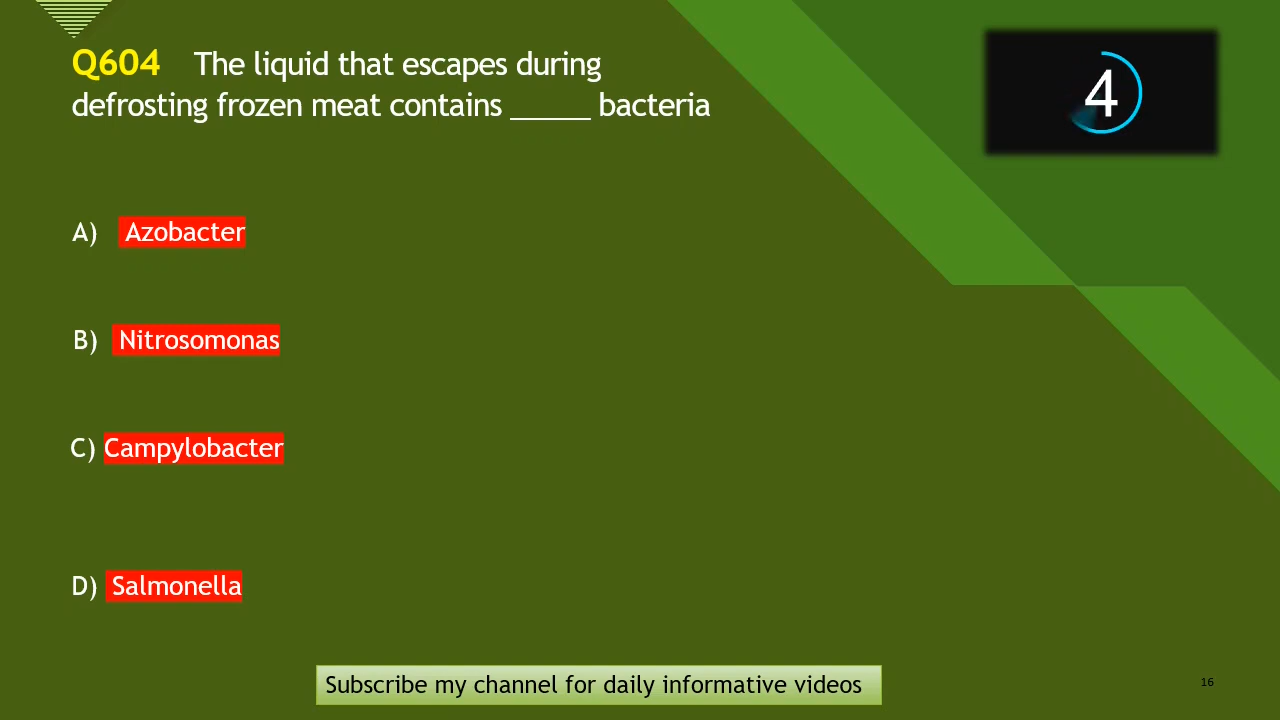 Q604 The liquid that escapes during
defrosting frozen meat contains _____ bacteria
4
A) Azobacter
B) Nitrosomonas
C) Campylobacter
D) Salmonella
Subscribe my channel for daily informative videos
16